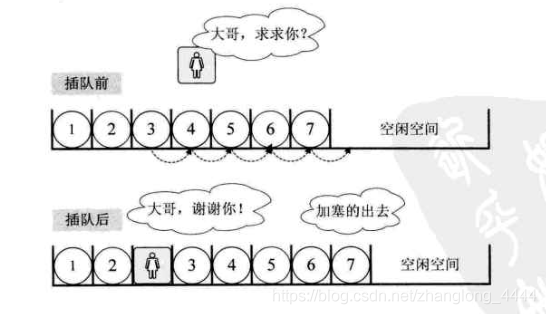 大哥，求求你？
插队前
1 2 3 4 5 6 7 空闲空间
大哥，谢谢你！
加塞的出去
插队后
1 2 3 4 5 6 7 空闲空间
https://blog.csdn.net/zhanglong_4444